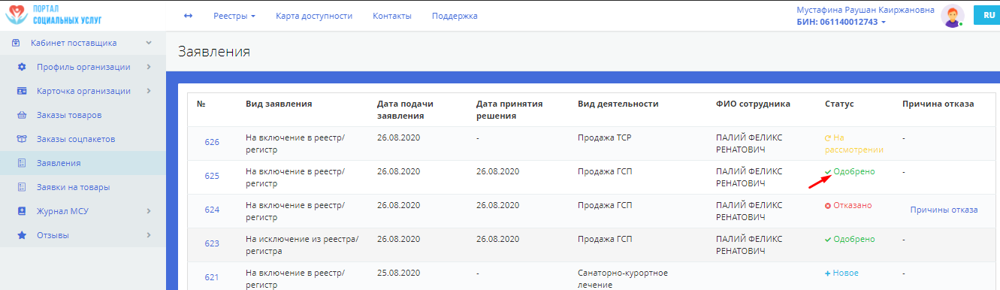 ПОРТАЛ
СОЦИАЛЬНЫХ УСЛУГ
Реестры
Карта доступности
Контакты
Поддержка
Мустафина Раушан Каиржановна
БИН: 061140012743
RU
Кабинет поставщика
Профиль организации
Карточка организации
Заказы товаров
Заказы соцпакетов
Заявления
Заявки на товары
Журнал МСУ
Отзывы
Заявления
№ Вид заявления Дата подачи Дата принятия Вид деятельности ФИО сотрудника Статус Причина отказа
заявления решения
626 На включение в реестр/ 26.08.2020 - Продажа ТСР ПАЛИЙ ФЕЛИКС На -
регистр РЕНАТОВИЧ рассмотрении
625 На включение в реестр/ 26.08.2020 26.08.2020 Продажа ГСП ПАЛИЙ ФЕЛИКС Одобрено -
регистр РЕНАТОВИЧ
624 На включение в реестр/ 26.08.2020 26.08.2020 Продажа ГСП ПАЛИЙ ФЕЛИКС Отказано Причины отказа
регистр РЕНАТОВИЧ
623 На исключение из реестра/ 26.08.2020 26.08.2020 Продажа ГСП ПАЛИЙ ФЕЛИКС Одобрено -
регистра РЕНАТОВИЧ
621 На включение в реестр/ 25.08.2020 - Санаторно-курортное Новое -
регистр лечение